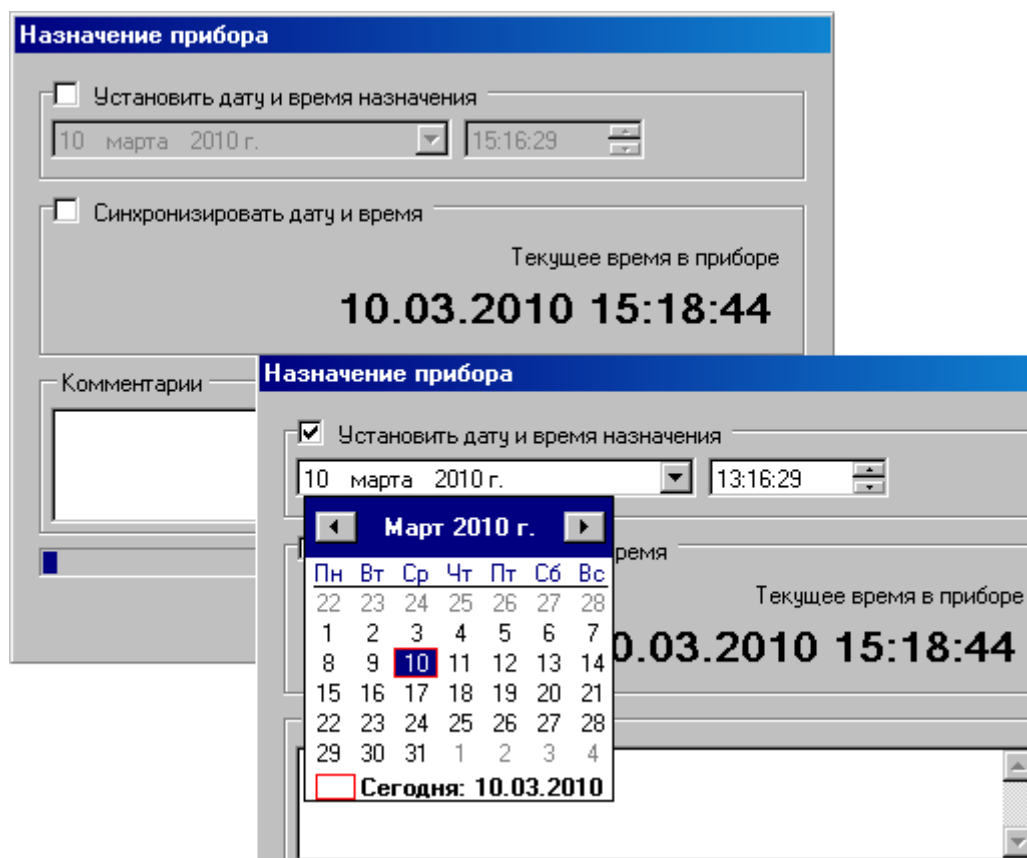 Назначение прибора
Установить дату и время назначения
10 марта 2010 г. 15:16:29
Синхронизировать дату и время
Текущее время в приборе
10.03.2010 15:18:44
Комментарии
Назначение прибора
Установить дату и время назначения
10 марта 2010 г. 13:16:29
Март 2010 г.
Пн Вт Ср Чт Пт Сб Вс
22 23 24 25 26 27 28
1 2 3 4 5 6 7
8 9 10 11 12 13 14
15 16 17 18 19 20 21
22 23 24 25 26 27 28
29 30 31 1 2 3 4
Сегодня: 10.03.2010
ремя
Текущее время в приборе
0.03.2010 15:18:44